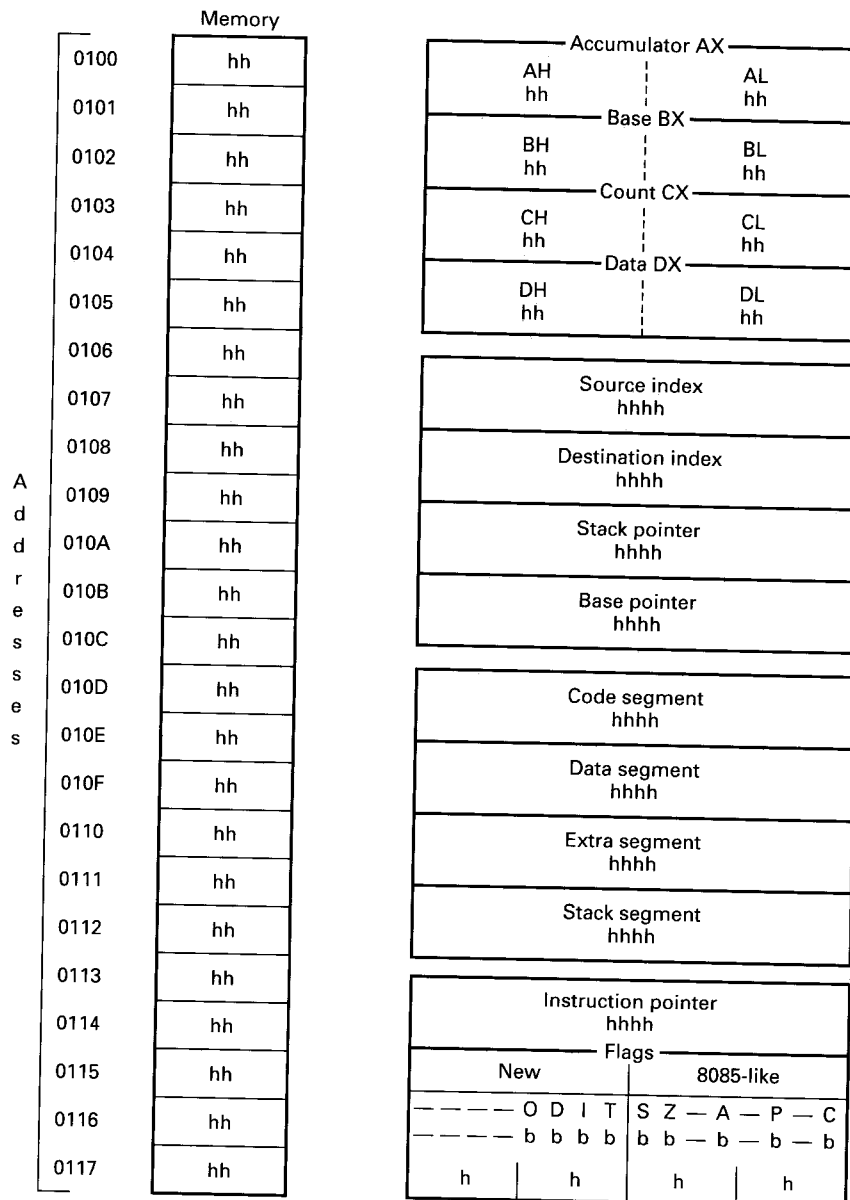 Memory
0100 hh
0101 hh
0102 hh
0103 hh
0104 hh
0105 hh
0106 hh
0107 hh
0108 hh
0109 hh
010A hh
010B hh
010C hh
010D hh
010E hh
010F hh
0110 hh
0111 hh
0112 hh
0113 hh
0114 hh
0115 hh
0116 hh
0117 hh
Addresses
Accumulator AX
AH AL
hh hh
Base BX
BH BL
hh hh
Count CX
CH CL
hh hh
Data DX
DH DL
hh hh
Source index
hhhh
Destination index
hhhh
Stack pointer
hhhh
Base pointer
hhhh
Code segment
hhhh
Data segment
hhhh
Extra segment
hhhh
Stack segment
hhhh
Instruction pointer
hhhh
Flags
New 8085-like
— — — — O D I T S Z — A — P — C
— — — — b b b b b b — b — b — b
h h h h